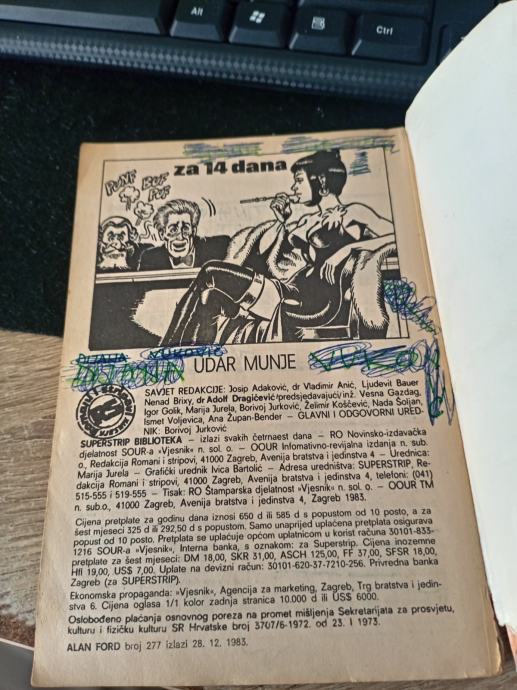 Alt
Ctrl
za 14 dana
PUNF BUF
PUF
VUKOVIĆ
UDAR MUNJE
SAVJET REDAKCIJE: Josip Adaković, dr Vladimir Anić, Ljudevit Bauer
Nenad Brixy, dr Adolf Dragičević/predsjedavajući/ inž. Vesna Gazdag,
Igor Golik, Marija Jurela, Borivoj Jurković, Želimir Koščević, Nada Šoljan,
Ismet Voljevica, Ana Župan-Bender – GLAVNI I ODGOVORNI URED-
NIK: Borivoj Jurković
SUPERSTRIP BIBLIOTEKA – izlazi svakih četrnaest dana – RO Novinsko-izdavačka
djelatnost SOUR-a »Vjesnik« n. sol. o. – OOUR Infomativno-revijalna izdanja n. sub.
o., Redakcija Romani i stripovi, 41000 Zagreb, Avenija bratstva i jedinstva 4 – Urednica:
Marija Jurela – Grafički urednik Ivica Bartolić – Adresa uredništva: SUPERSTRIP, Re-
dakcija Romani i stripovi, 41000 Zagreb, Avenija bratstva i jedinstva 4, telefoni: (041)
515-555 i 519-555 – Tisak: RO Štamparska djelatnost »Vjesnik« n. sol. o. – OOUR TM
n. sub.o., 41000 Zagreb, Avenija bratstva i jedinstva 4, Zagreb 1983.
Cijena pretplate za godinu dana iznosi 650 d ili 585 d s popustom od 10 posto, a za
šest mjeseci 325 d ili 292,50 d s popustom. Samo unaprijed uplaćena pretplata osigurava
popust od 10 posto. Pretplata se uplaćuje općom uplatnicom u korist računa 30101-833-
1216 SOUR-a »Vjesnik«, Interna banka, s oznakom: za Superstrip. Cijena inozemne
pretplate za šest mjeseci: DM 18,00, SKR 31,00, ASCH 125,00, FF 37,00, SFSR 18,00,
Hfl 19,00, US$ 7,00. Uplate na devizni račun: 30101-620-37-7210-256. Privredna banka
Zagreb (za SUPERSTRIP).
Ekonomska propaganda: »Vjesnik«, Agencija za marketing, Zagreb, Trg bratstva i jedin-
stva 6. Cijena oglasa 1/1 kolor zadnja stranica 10.000 d ili US$ 6000.
Oslobođeno plaćanja osnovnog poreza na promet mišljenja Sekretarijata za prosvjetu,
kulturu i fizičku kulturu SR Hrvatske broj 3707/6-1972. od 23. I 1973.
ALAN FORD broj 277 izlazi 28. 12. 1983.